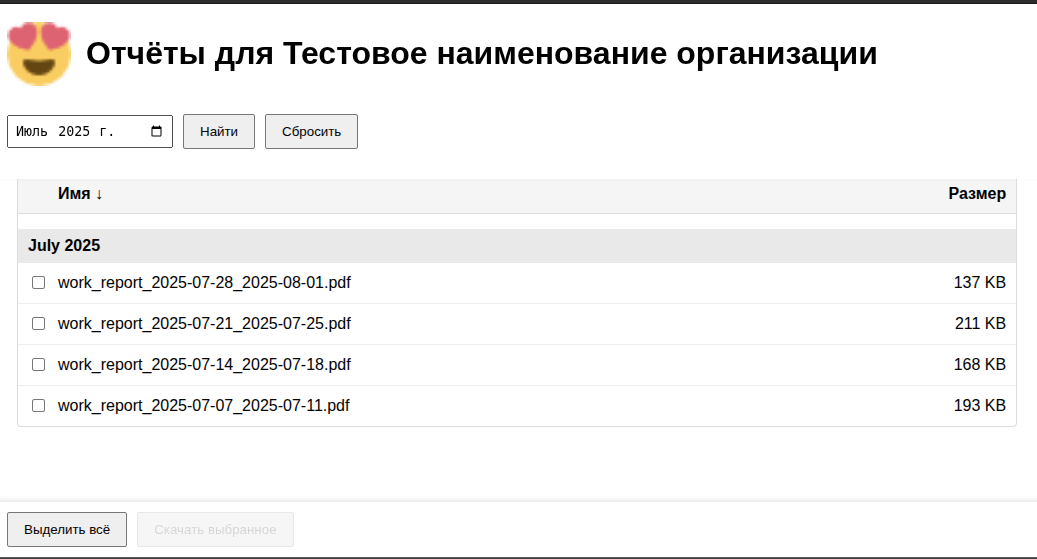 Отчёты для Тестовое наименование организации
Июль 2025 г. Найти Сбросить
Имя ↓ Размер
July 2025
work_report_2025-07-28_2025-08-01.pdf 137 KB
work_report_2025-07-21_2025-07-25.pdf 211 KB
work_report_2025-07-14_2025-07-18.pdf 168 KB
work_report_2025-07-07_2025-07-11.pdf 193 KB
Выделить всё Скачать выбранное